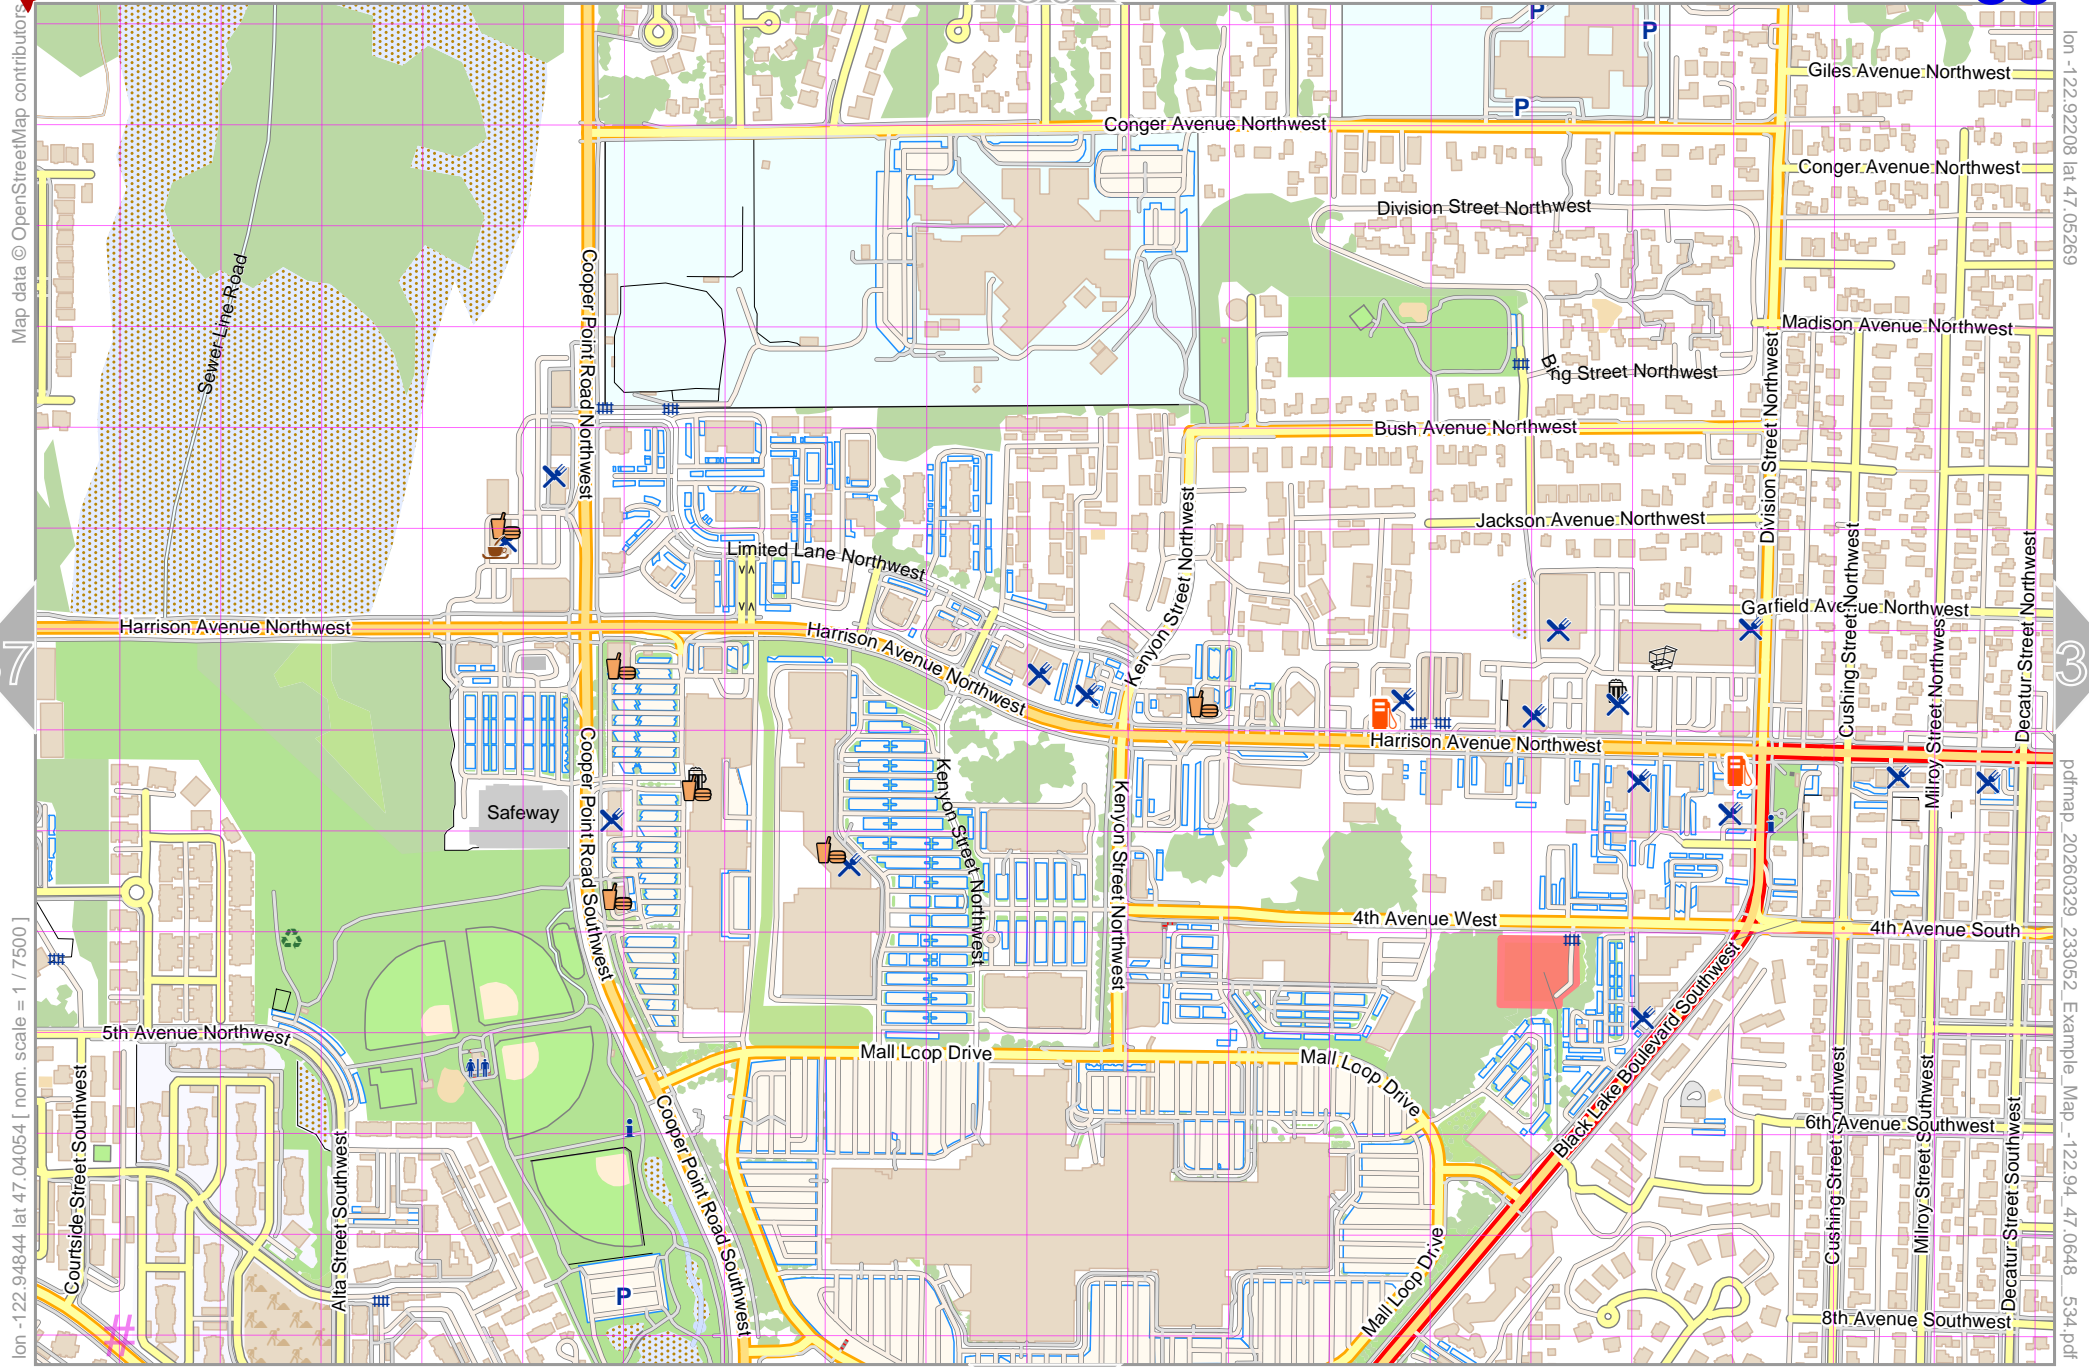 P
P
Giles Avenue Northwest
P
Conger Avenue Northwest
Conger Avenue Northwest
Division Street Northwest
Map data © OpenStreetMap contributors
lon -122.92208 lat 47.05269
Sewer Line Road
Cooper Point Road Northwest
Madison Avenue Northwest
ng Street Northwest
Division Street Northwest
Bush Avenue Northwest
Jackson Avenue Northwest
Limited Lane Northwest
Kenyon Street Northwest
Cushing Street Northwest
Decatur Street Northwest
Garfield Avenue Northwest
Milroy Street Northwest
Harrison Avenue Northwest
Harrison Avenue Northwest
Harrison Avenue Northwest
7
3
Cooper Point Road Southwest
Safeway
Kenyon Street Northwest
Kenyon Street Northwest
i
4th Avenue West
4th Avenue South
5th Avenue Northwest
Mall Loop Drive
Mall Loop Drive
Black Lake Boulevard Southwest
Courtside Street Southwest
Alta Street Southwest
i
Cooper Point Road Southwest
6th Avenue Southwest
Cushing Street Southwest
Milroy Street Southwest
Decatur Street Southwest
Mall Loop Drive
P
8th Avenue Southwest
#
lon -122.94844 lat 47.04054 [ nom. scale = 1 / 7500 ]
pdfmap_20260329_233052_Example_Map_-122.94_47.0648__534.pdf